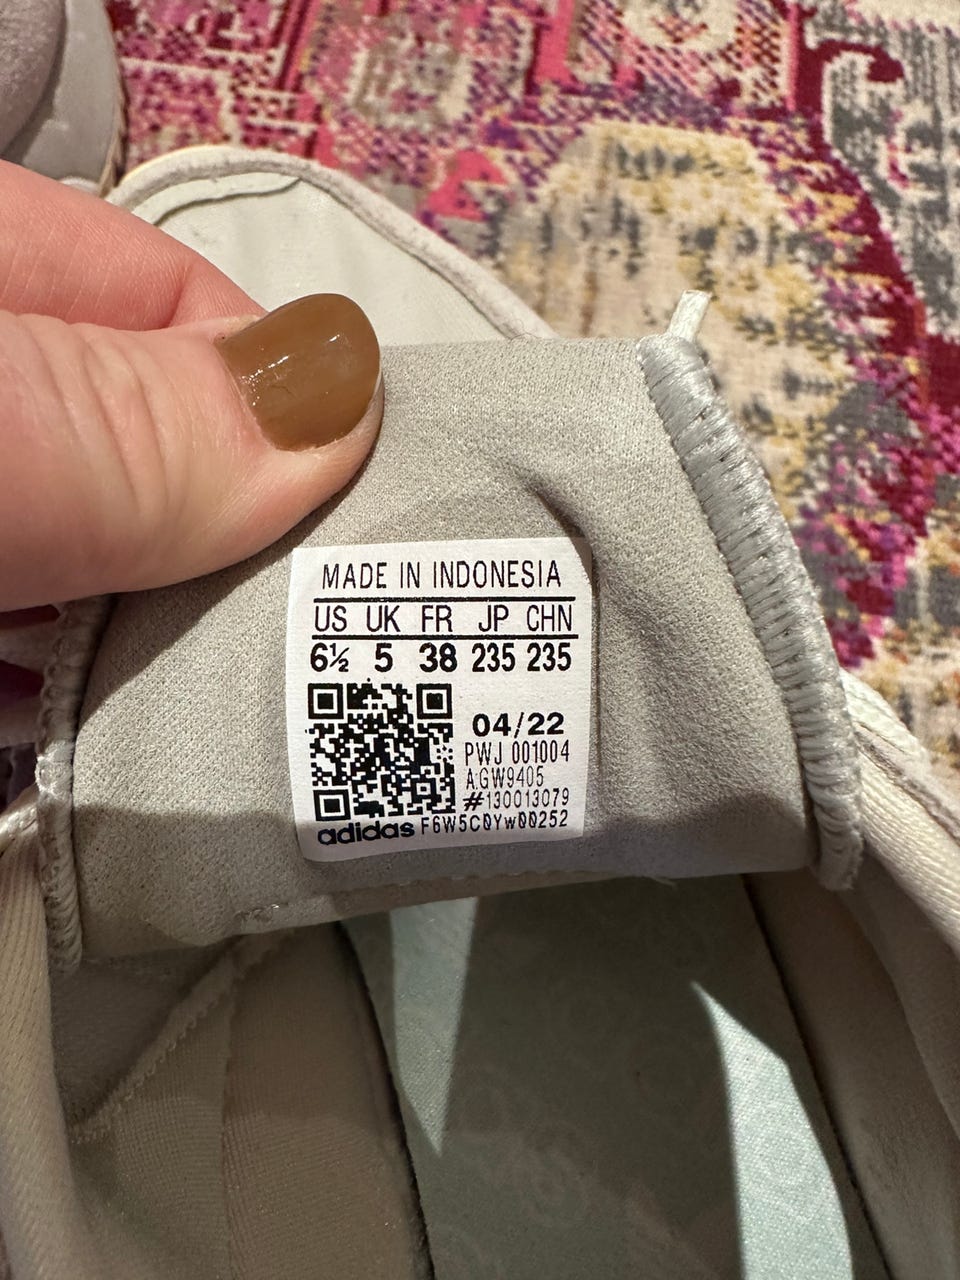 MADE IN INDONESIA
US UK FR JP CHN
6½ 5 38 235 235
04/22
PWJ 001004
A:GW9405
#130013079
adidas F6W5C0Yw00252